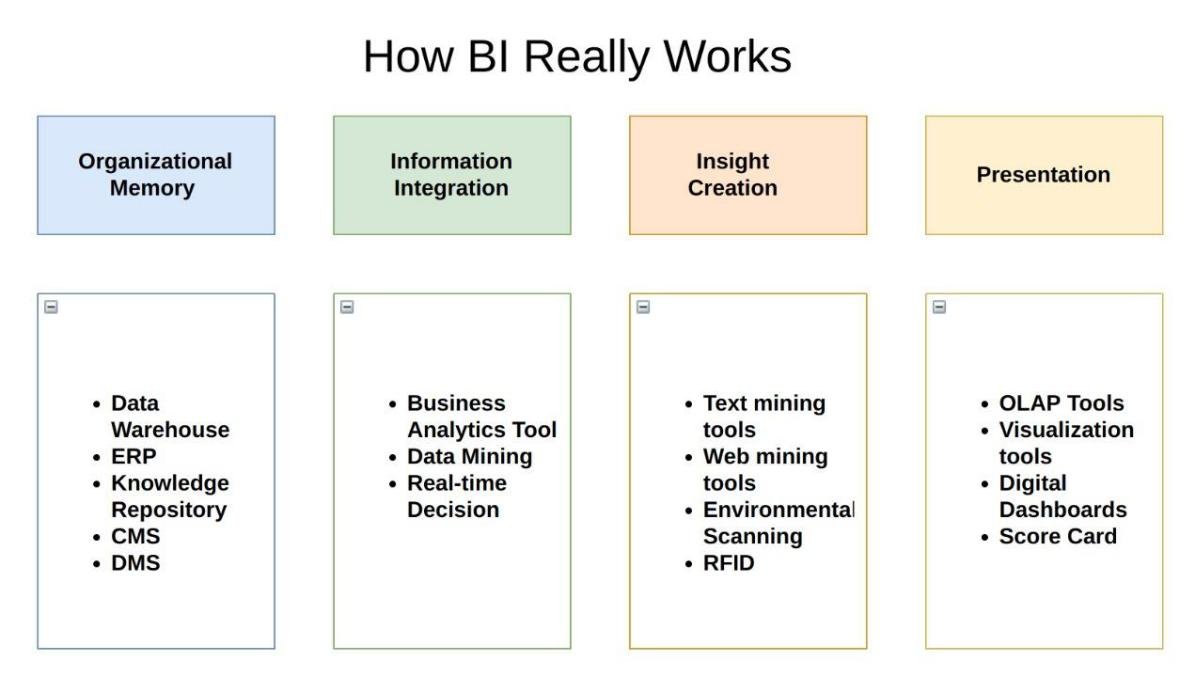 How BI Really Works
Organizational
Memory
Information
Integration
Insight
Creation
Presentation
• Data
Warehouse
• ERP
• Knowledge
Repository
• CMS
• DMS
• Business
Analytics Tool
• Data Mining
• Real-time
Decision
• Text mining
tools
• Web mining
tools
• Environmental
Scanning
• RFID
• OLAP Tools
• Visualization
tools
• Digital
Dashboards
• Score Card